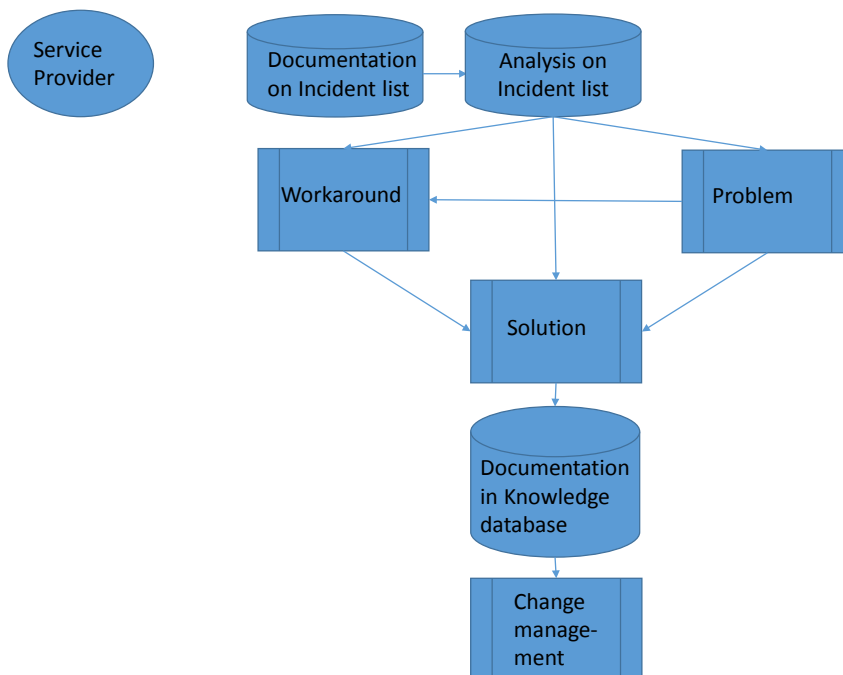 Service
Provider
Documentation
on Incident list
Analysis on
Incident list
Workaround
Problem
Solution
Documentation
in Knowledge
database
Change
manage-
ment